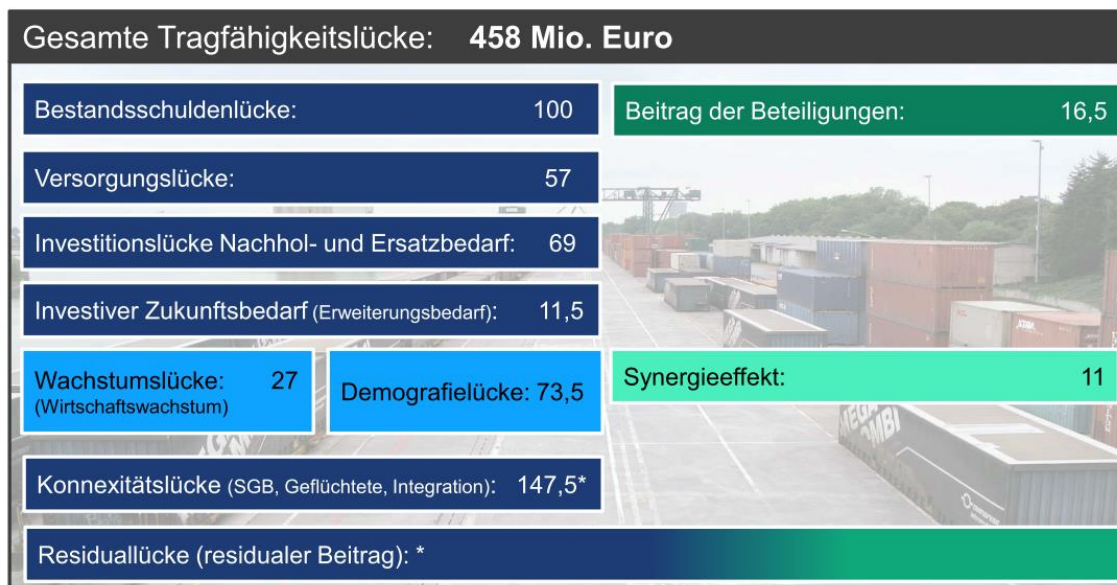 Gesamte Tragfähigkeitslücke: 458 Mio. Euro
Bestandsschuldenlücke: 100
Beitrag der Beteiligungen: 16,5
Versorgungslücke: 57
Investitionslücke Nachhol- und Ersatzbedarf: 69
Investiver Zukunftsbedarf (Erweiterungsbedarf): 11,5
Wachstumslücke: 27
(Wirtschaftswachstum)
Demografielücke: 73,5
Synergieeffekt: 11
Konnexitätslücke (SGB, Geflüchtete, Integration): 147,5*
Residuallücke (residualer Beitrag): *